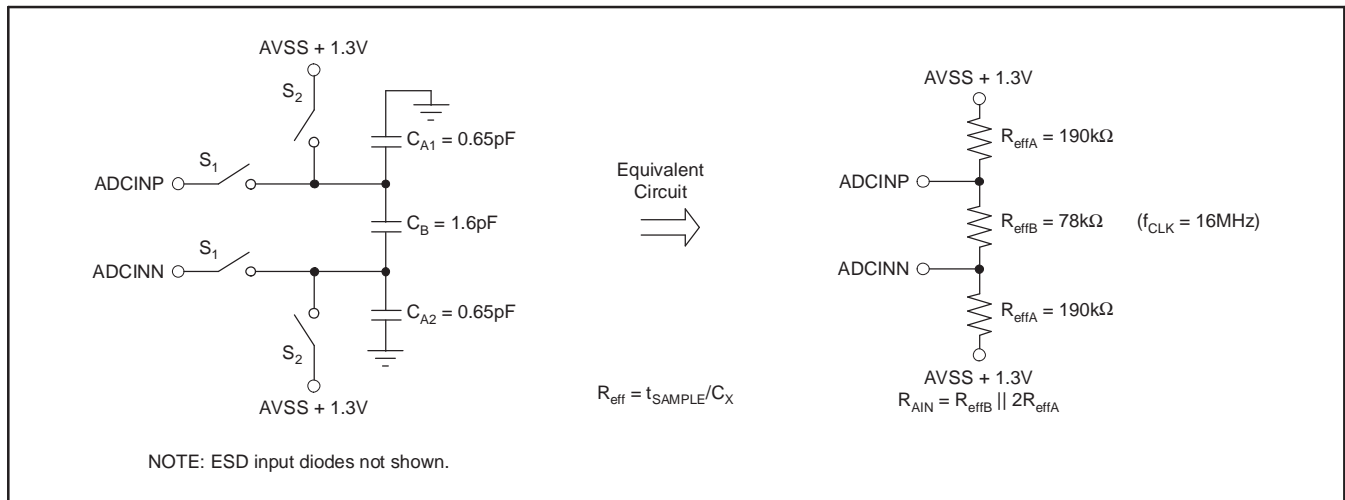 AVSS + 1.3V
S2
CA1 = 0.65pF
S1
ADCINP
CB = 1.6pF
S1
ADCINN
CA2 = 0.65pF
S2
AVSS + 1.3V
NOTE: ESD input diodes not shown.
Equivalent
Circuit
Reff = tSAMPLE/CX
AVSS + 1.3V
ReffA = 190kΩ
ADCINP
ReffB = 78kΩ (fCLK = 16MHz)
ADCINN
ReffA = 190kΩ
AVSS + 1.3V
RAIN = ReffB || 2ReffA